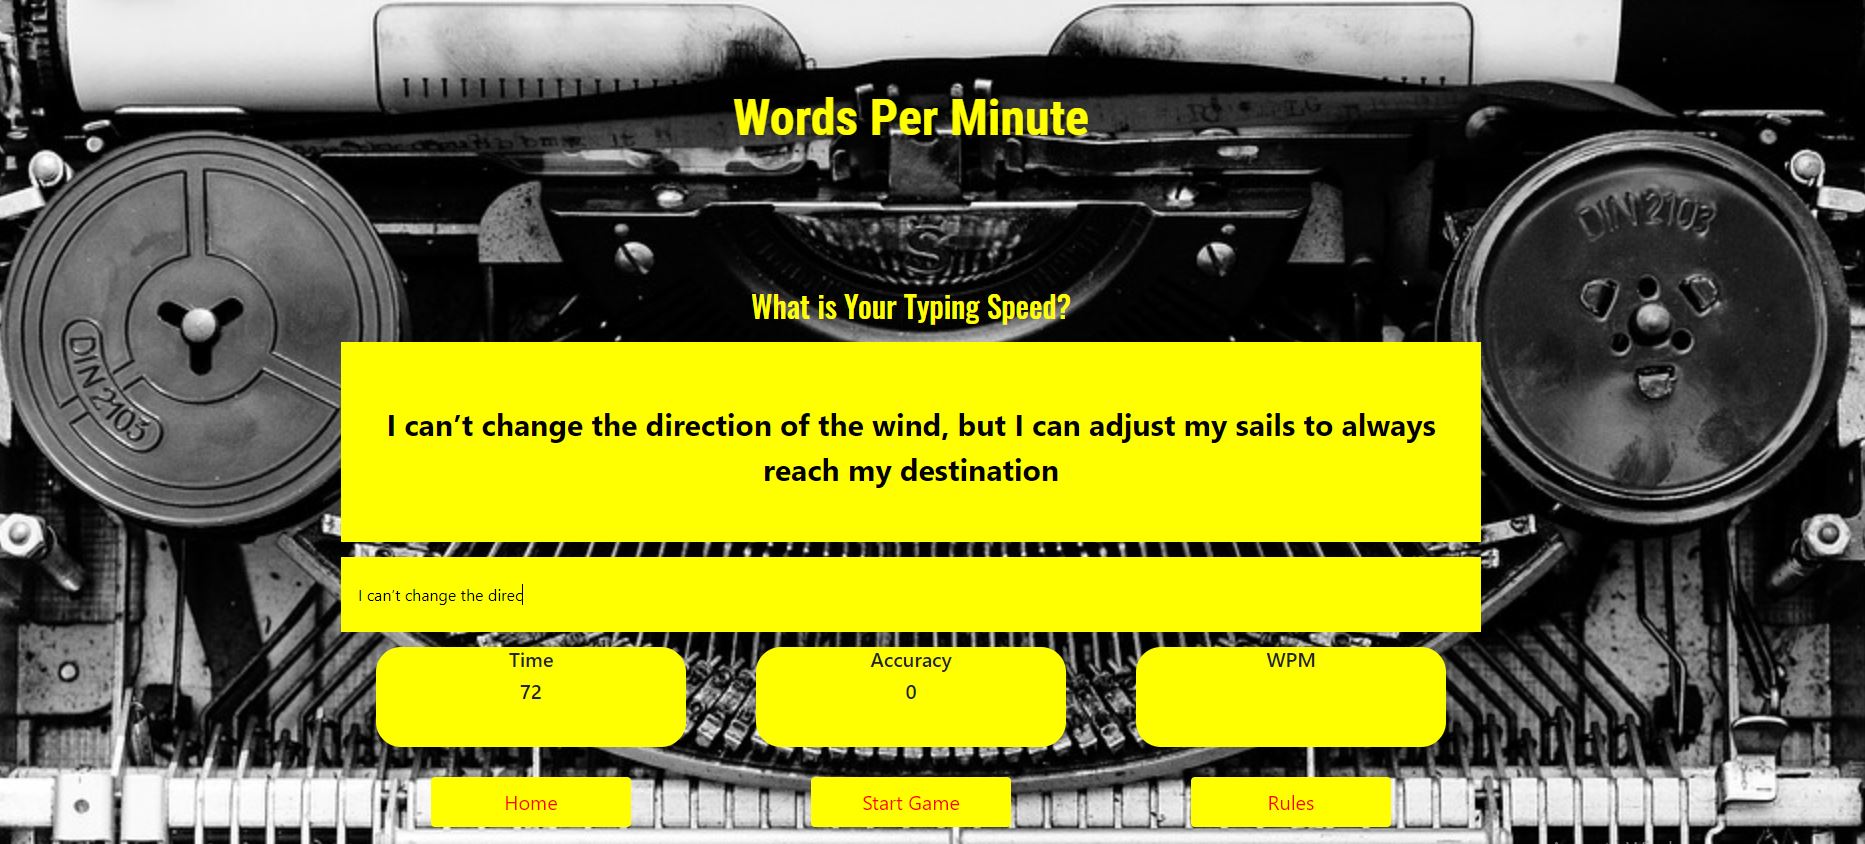 Words Per Minute
DIN 2103
What is Your Typing Speed?
DIN 2103
I can’t change the direction of the wind, but I can adjust my sails to always
reach my destination
I can’t change the direc
Time
Accuracy
WPM
72
0
Home
Start Game
Rules